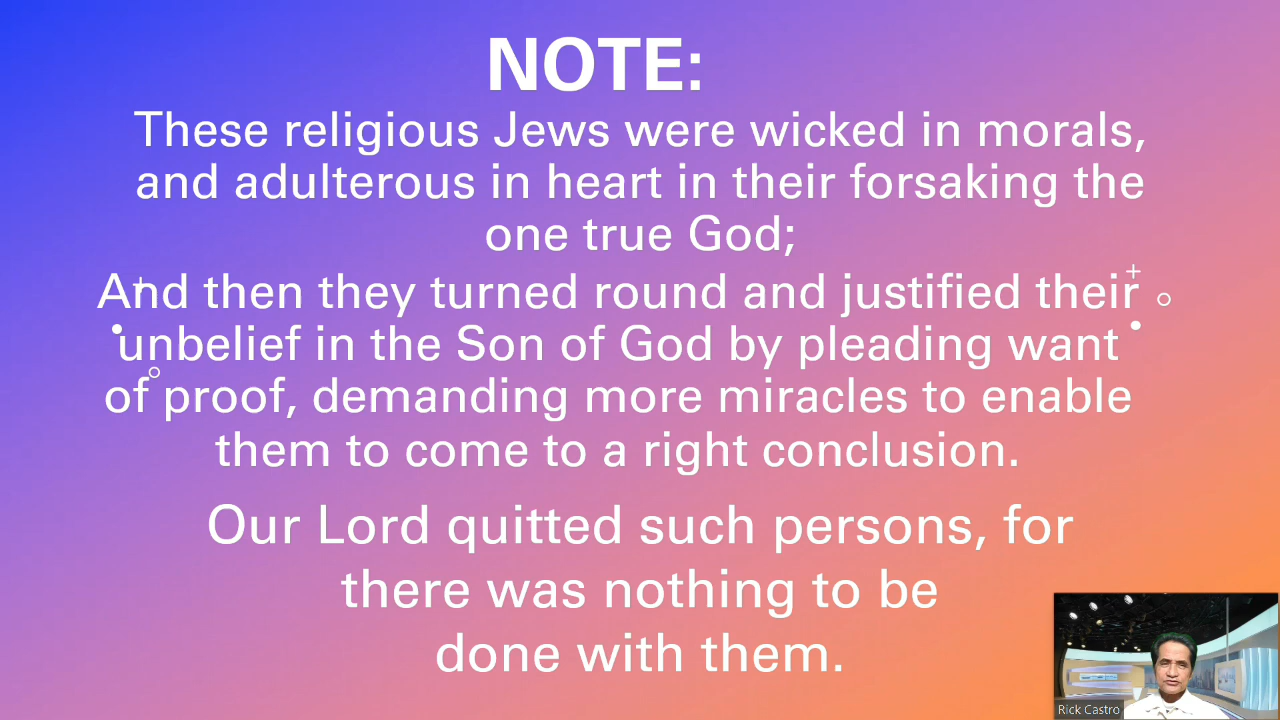 NOTE:
These religious Jews were wicked in morals,
and adulterous in heart in their forsaking the
one true God;
And then they turned round and justified their
unbelief in the Son of God by pleading want
of proof, demanding more miracles to enable
them to come to a right conclusion.
Our Lord quitted such persons, for
there was nothing to be
done with them.
Rick Castro